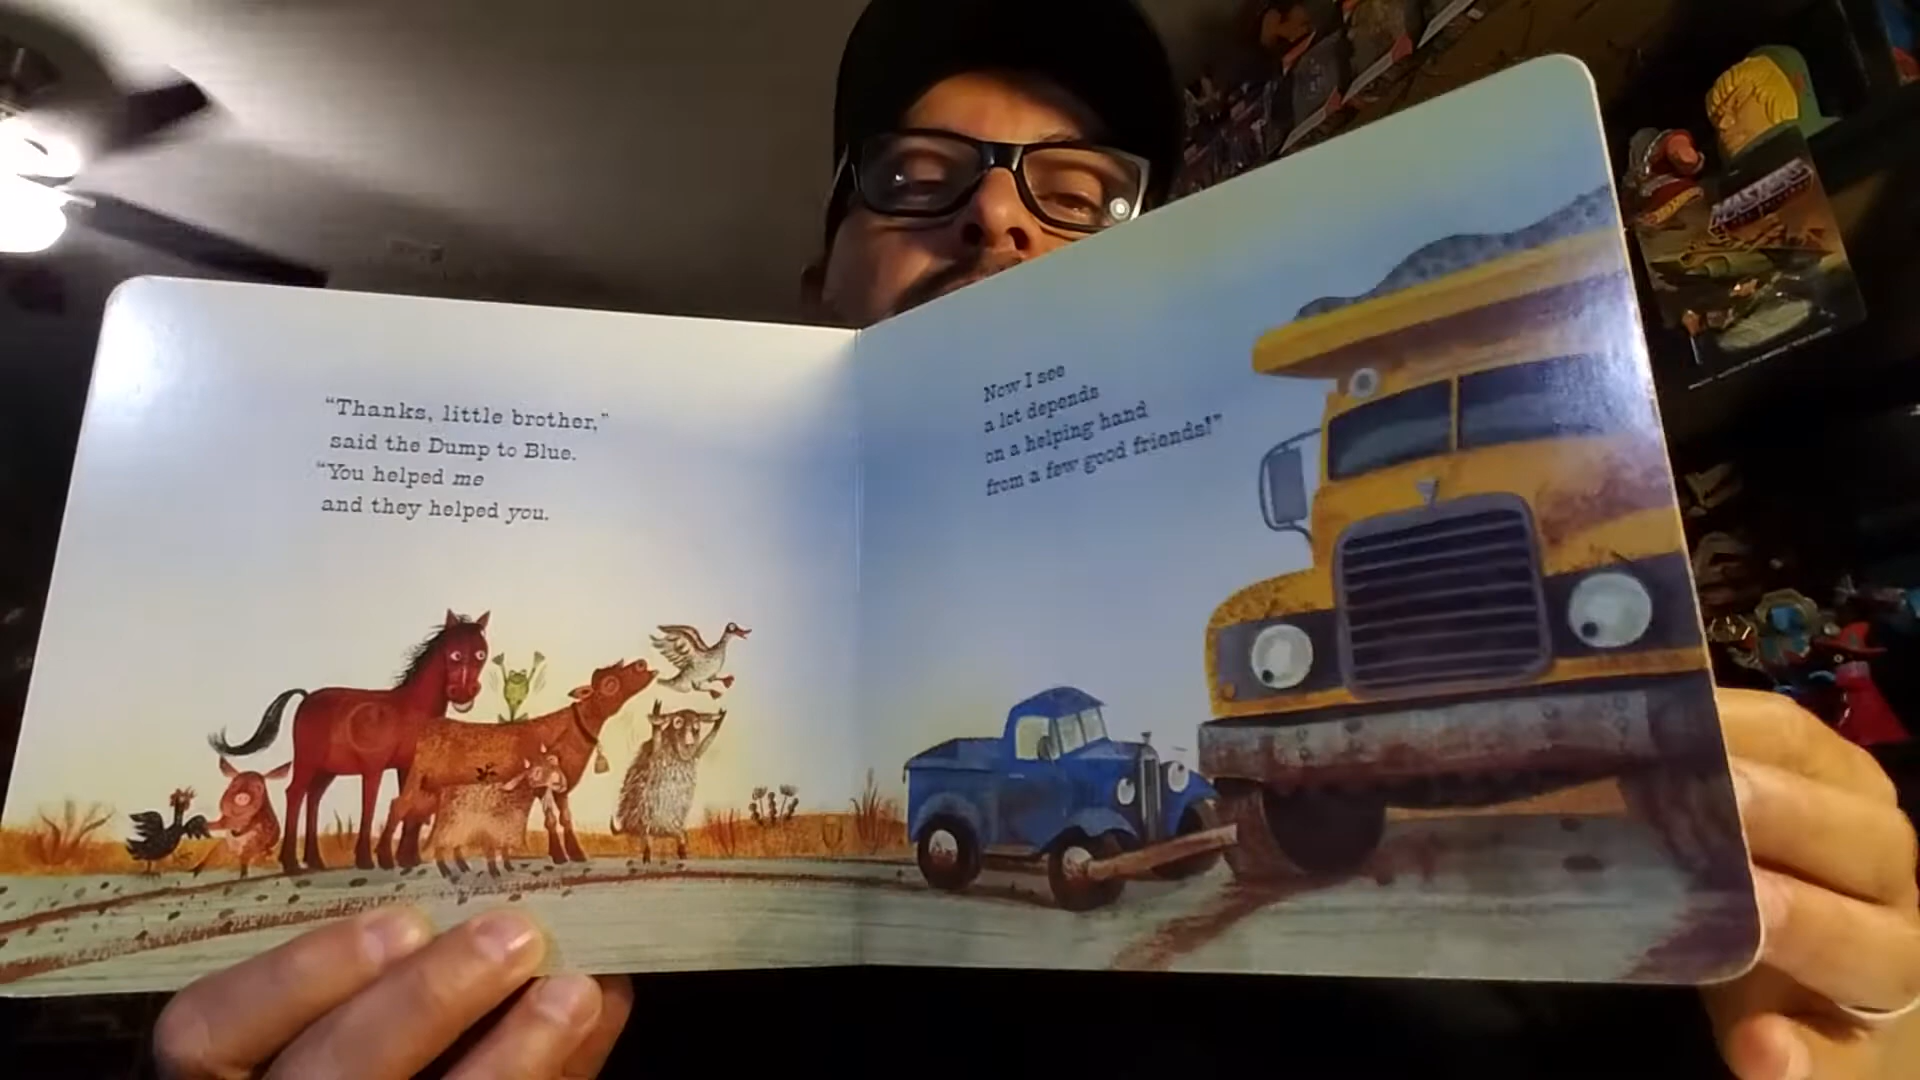 “Thanks, little brother,”
said the Dump to Blue.
“You helped me
and they helped you.
Now I see
a lot depends
on a helping hand
from a few good friends!”
MASTERS